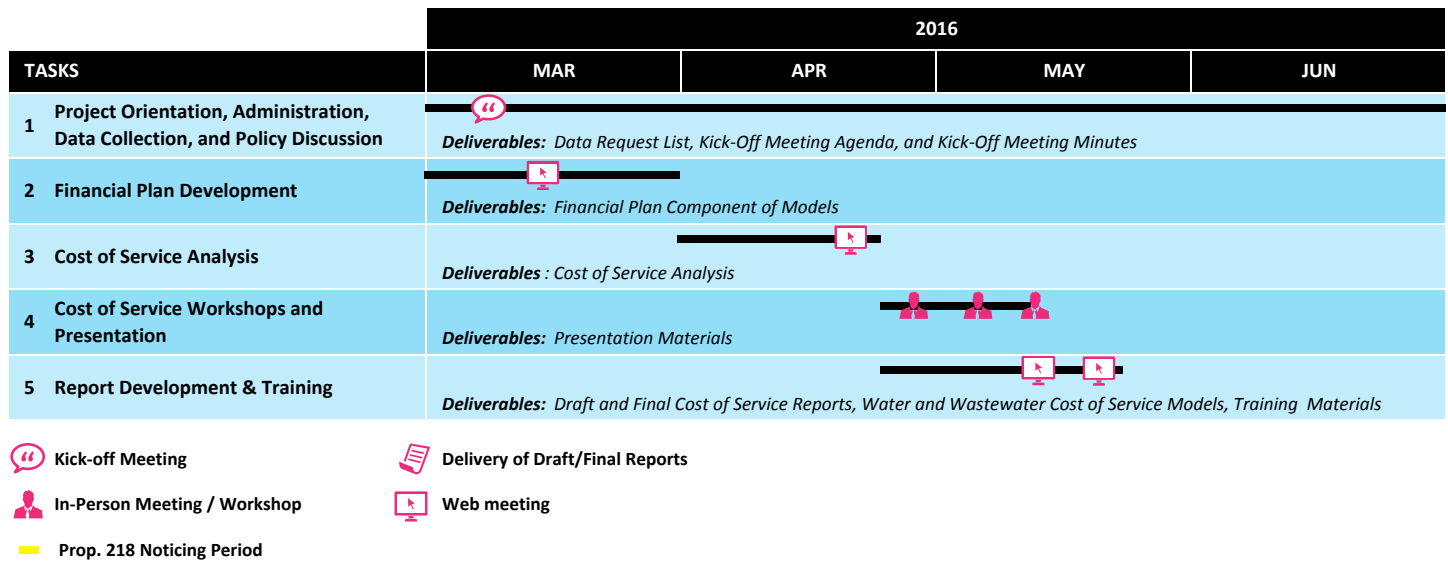 2016
TASKS MAR APR MAY JUN
1 Project Orientation, Administration,
Data Collection, and Policy Discussion
Deliverables: Data Request List, Kick-Off Meeting Agenda, and Kick-Off Meeting Minutes
2 Financial Plan Development
Deliverables: Financial Plan Component of Models
3 Cost of Service Analysis
Deliverables : Cost of Service Analysis
4 Cost of Service Workshops and
Presentation
Deliverables: Presentation Materials
5 Report Development & Training
Deliverables: Draft and Final Cost of Service Reports, Water and Wastewater Cost of Service Models, Training Materials
Kick-off Meeting
Delivery of Draft/Final Reports
In-Person Meeting / Workshop
Web meeting
Prop. 218 Noticing Period